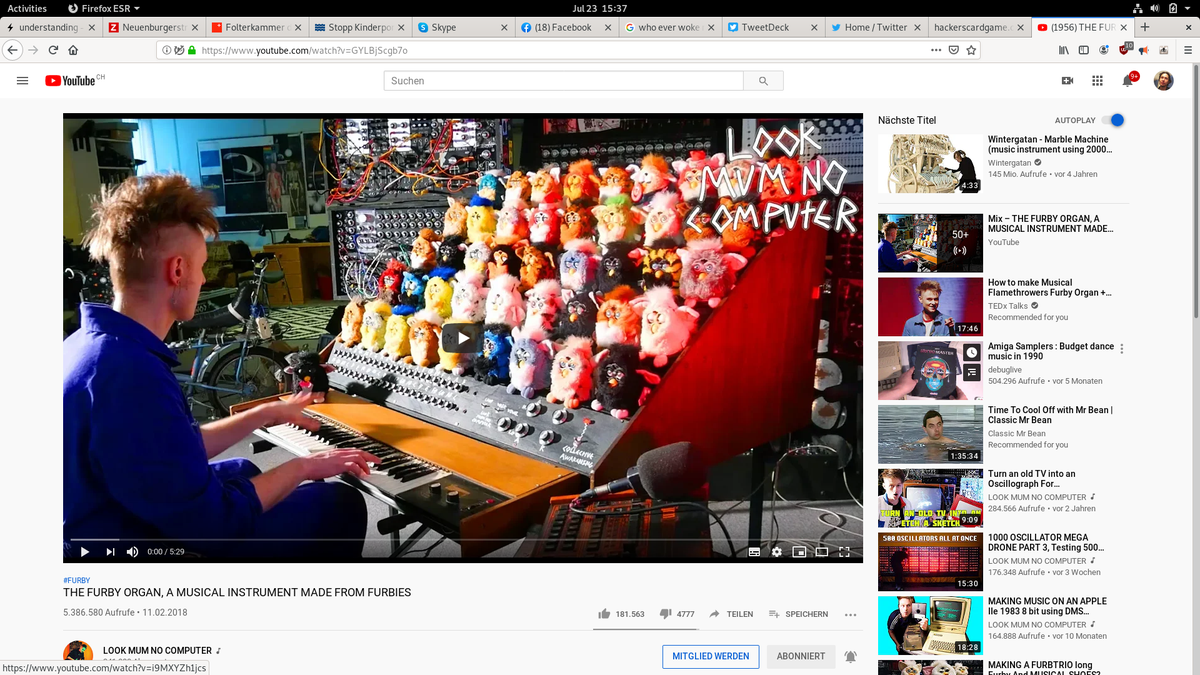 Activities
Firefox ESR
Jul 23 15:37
understanding
Neuenburgerst
Folterkammer d
Stopp Kinderpo
Skype
(18) Facebook
who ever woke
TweetDeck
Home / Twitter
hackerscardgame.
(1956) THE FUR
https://www.youtube.com/watch?v=GYLBjScgb7o
10
YouTube CH
Suchen
9+
LOOK
MUM NO
COMPUTER
COLLECTIVE
AWAKENING
0:00 / 5:29
#FURBY
THE FURBY ORGAN, A MUSICAL INSTRUMENT MADE FROM FURBIES
5.386.580 Aufrufe • 11.02.2018
181.563
4777
TEILEN
SPEICHERN
LOOK MUM NO COMPUTER
MITGLIED WERDEN
ABONNIERT
https://www.youtube.com/watch?v=i9MXYZh1jcs
Nächste Titel
AUTOPLAY
4:33
Wintergatan - Marble Machine
(music instrument using 2000...
Wintergatan
145 Mio. Aufrufe • vor 4 Jahren
50+
Mix – THE FURBY ORGAN, A
MUSICAL INSTRUMENT MADE...
YouTube
17:46
How to make Musical
Flamethrowers Furby Organ +...
TEDx Talks
Recommended for you
Amiga Samplers : Budget dance
music in 1990
debuglive
504.296 Aufrufe • vor 5 Monaten
1:35:34
Time To Cool Off with Mr Bean |
Classic Mr Bean
Classic Mr Bean
Recommended for you
TURN AN OLD TV INTO AN
ETCH A SKETCH
9:09
Turn an old TV into an
Oscillograph For...
LOOK MUM NO COMPUTER
284.566 Aufrufe • vor 2 Jahren
500 OSCILLATORS ALL AT ONCE
15:30
1000 OSCILLATOR MEGA
DRONE PART 3, Testing 500...
LOOK MUM NO COMPUTER
176.348 Aufrufe • vor 3 Wochen
18:28
MAKING MUSIC ON AN APPLE
IIe 1983 8 bit using DMS...
LOOK MUM NO COMPUTER
164.888 Aufrufe • vor 10 Monaten
MAKING A FURBTRIO long
Furby And MUSICAL SHOES?